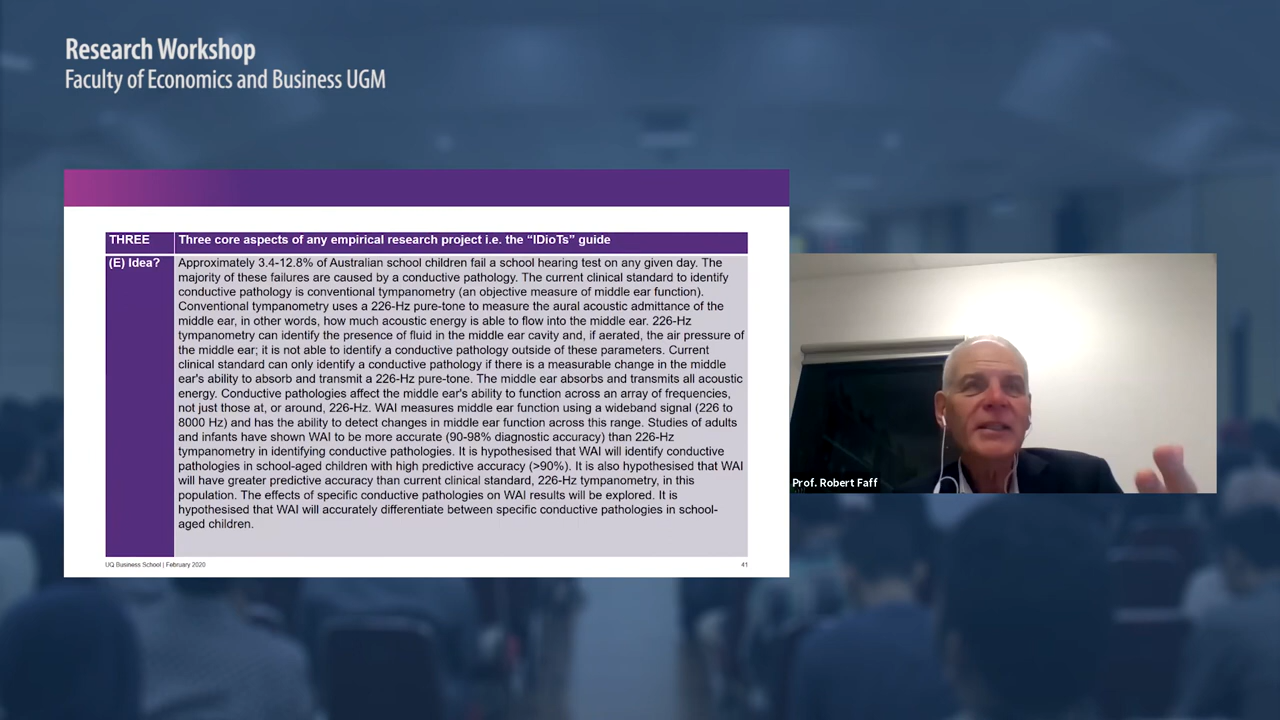 Research Workshop
Faculty of Economics and Business UGM
THREE
Three core aspects of any empirical research project i.e. the “IDioTs” guide
(E) Idea?
Approximately 3.4-12.8% of Australian school children fail a school hearing test on any given day. The
majority of these failures are caused by a conductive pathology. The current clinical standard to identify
conductive pathology is conventional tympanometry (an objective measure of middle ear function).
Conventional tympanometry uses a 226-Hz pure-tone to measure the aural acoustic admittance of the
middle ear, in other words, how much acoustic energy is able to flow into the middle ear. 226-Hz
tympanometry can identify the presence of fluid in the middle ear cavity and, if aerated, the air pressure of
the middle ear; it is not able to identify a conductive pathology outside of these parameters. Current
clinical standard can only identify a conductive pathology if there is a measurable change in the middle
ear's ability to absorb and transmit a 226-Hz pure-tone. The middle ear absorbs and transmits all acoustic
energy. Conductive pathologies affect the middle ear's ability to function across an array of frequencies,
not just those at, or around, 226-Hz. WAI measures middle ear function using a wideband signal (226 to
8000 Hz) and has the ability to detect changes in middle ear function across this range. Studies of adults
and infants have shown WAI to be more accurate (90-98% diagnostic accuracy) than 226-Hz
tympanometry in identifying conductive pathologies. It is hypothesised that WAI will identify conductive
pathologies in school-aged children with high predictive accuracy (>90%). It is also hypothesised that WAI
will have greater predictive accuracy than current clinical standard, 226-Hz tympanometry, in this
population. The effects of specific conductive pathologies on WAI results will be explored. It is
hypothesised that WAI will accurately differentiate between specific conductive pathologies in school-
aged children.
UQ Business School | February 2020
41
Prof. Robert Faff